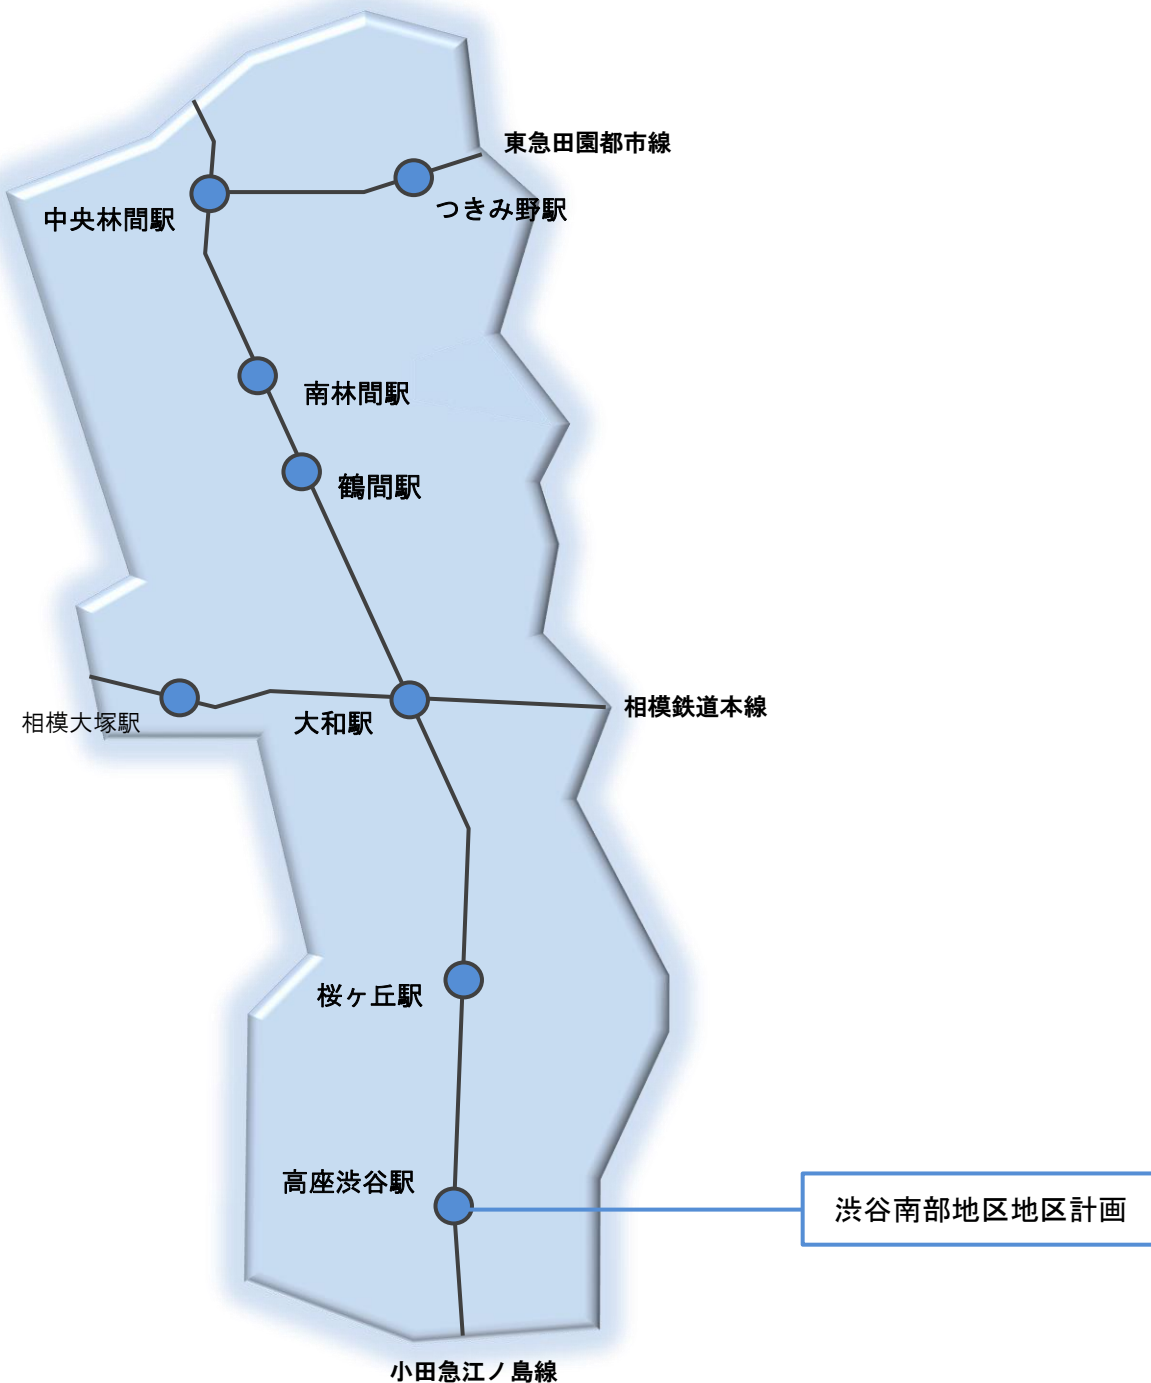 東急田園都市線
つきみ野駅
中央林間駅
南林間駅
鶴間駅
相模鉄道本線
相模大塚駅
大和駅
桜ヶ丘駅
高座渋谷駅
渋谷南部地区地区計画
小田急江ノ島線